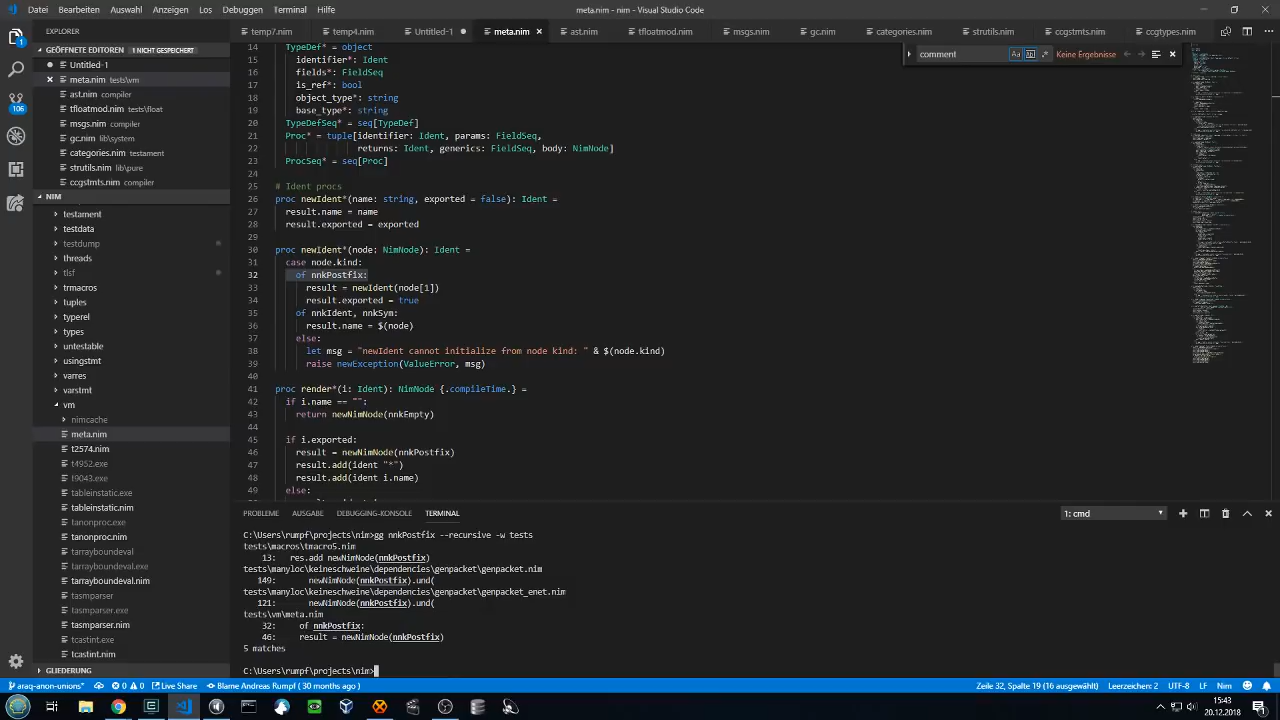 Datei Bearbeiten Auswahl Anzeigen Los Debuggen Terminal Hilfe
meta.nim - nim - Visual Studio Code
EXPLORER
temp7.nim temp4.nim Untitled-1 meta.nim ast.nim tfloatmod.nim msgs.nim gc.nim categories.nim strutils.nim ccgstmts.nim ccgtypes.nim
GEÖFFNETE EDITOREN 1 NICHT GESPEICHERT
Untitled-1
meta.nim tests\vm
ast.nim compiler
tfloatmod.nim tests\float
msgs.nim compiler
gc.nim lib\system
categories.nim testament
strutils.nim lib\pure
ccgstmts.nim compiler
NIM
testament
testdata
testdump
threads
tlsf
trmacros
tuples
typerel
types
untestable
usingstmt
varres
varstmt
vm
nimcache
meta.nim
t2574.nim
t4952.exe
t9043.exe
tableinstatic.exe
tableinstatic.nim
tanonproc.exe
tanonproc.nim
tarrayboundeval
tarrayboundeval.exe
tarrayboundeval.nim
tasmparser
tasmparser.exe
tasmparser.nim
tcastint.exe
tcastint.nim
GLIEDERUNG
comment Aa Keine Ergebnisse
14 TypeDef* = object
15 identifier*: Ident
16 fields*: FieldSeq
17 is_ref*: bool
18 object_type*: string
19 base_type*: string
20 TypeDefSeq* = seq[TypeDef]
21 Proc* = tuple[identifier: Ident, params: FieldSeq,
22 returns: Ident, generics: FieldSeq, body: NimNode]
23 ProcSeq* = seq[Proc]
24
25 # Ident procs
26 proc newIdent*(name: string, exported = false): Ident =
27 result.name = name
28 result.exported = exported
29
30 proc newIdent*(node: NimNode): Ident =
31 case node.kind:
32 of nnkPostfix:
33 result = newIdent(node[1])
34 result.exported = true
35 of nnkIdent, nnkSym:
36 result.name = $(node)
37 else:
38 let msg = "newIdent cannot initialize from node kind: " & $(node.kind)
39 raise newException(ValueError, msg)
40
41 proc render*(i: Ident): NimNode {.compileTime.} =
42 if i.name == "":
43 return newNimNode(nnkEmpty)
44
45 if i.exported:
46 result = newNimNode(nnkPostfix)
47 result.add(ident "*")
48 result.add(ident i.name)
49 else:
PROBLEME AUSGABE DEBUGGING-KONSOLE TERMINAL 1: cmd
C:\Users\rumpf\projects\nim>gg nnkPostfix --recursive -w tests
tests\macros\tmacro5.nim
13: res.add newNimNode(nnkPostfix)
tests\manyloc\keineschweine\dependencies\genpacket\genpacket.nim
149: newNimNode(nnkPostfix).und(
tests\manyloc\keineschweine\dependencies\genpacket\genpacket_enet.nim
121: newNimNode(nnkPostfix).und(
tests\vm\meta.nim
32: of nnkPostfix:
46: result = newNimNode(nnkPostfix)
5 matches
C:\Users\rumpf\projects\nim>
araq-anon-unions* 0 0 Live Share Blame Andreas Rumpf ( 30 months ago ) Zeile 32, Spalte 19 (16 ausgewählt) Leerzeichen: 2 UTF-8 LF Nim
1
106
15:43
20.12.2018